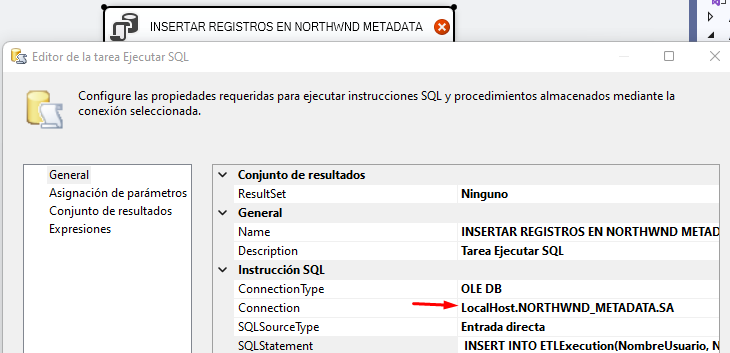 INSERTAR REGISTROS EN NORTHWND METADATA
Editor de la tarea Ejecutar SQL
Configure las propiedades requeridas para ejecutar instrucciones SQL y procedimientos almacenados mediante la
conexión seleccionada.
General
Asignación de parámetros
Conjunto de resultados
Expresiones
Conjunto de resultados
ResultSet Ninguno
General
Name INSERTAR REGISTROS EN NORTHWND METAD
Description Tarea Ejecutar SQL
Instrucción SQL
ConnectionType OLE DB
Connection LocalHost.NORTHWND_METADATA.SA
SQLSourceType Entrada directa
SQLStatement INSERT INTO ETLExecution(NombreUsuario, N